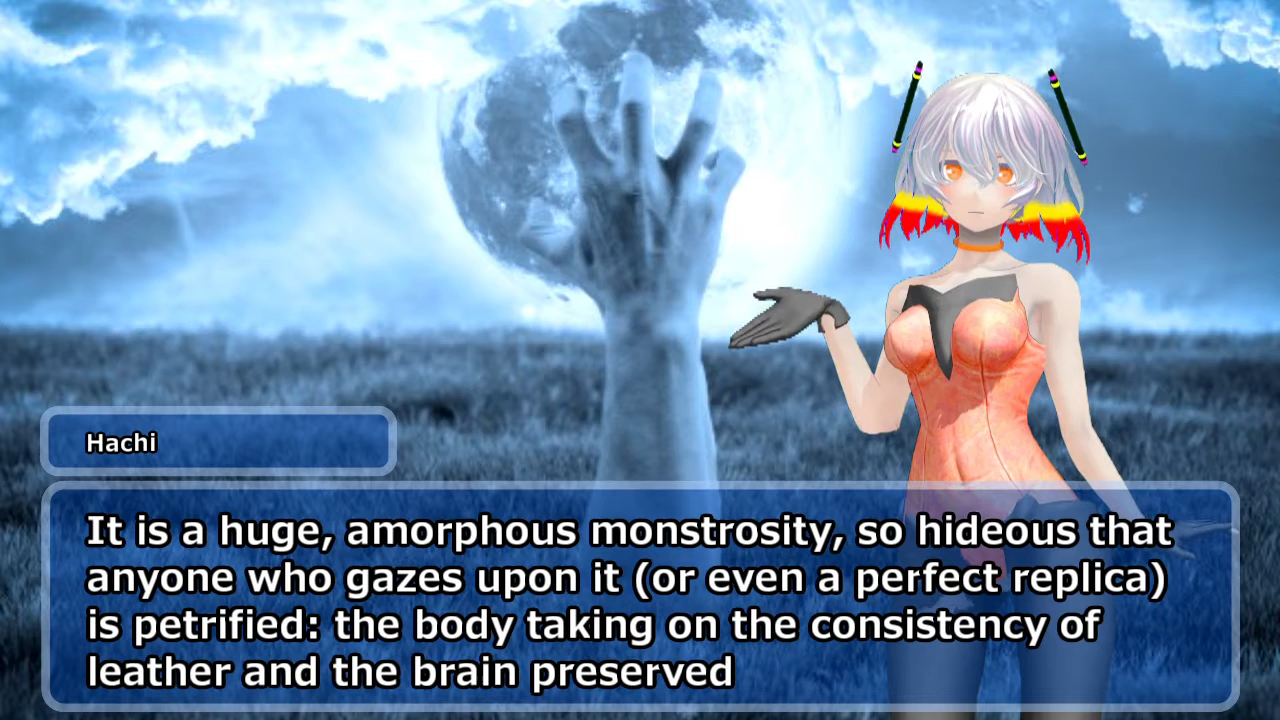 Hachi
It is a huge, amorphous monstrosity, so hideous that
anyone who gazes upon it (or even a perfect replica)
is petrified: the body taking on the consistency of
leather and the brain preserved